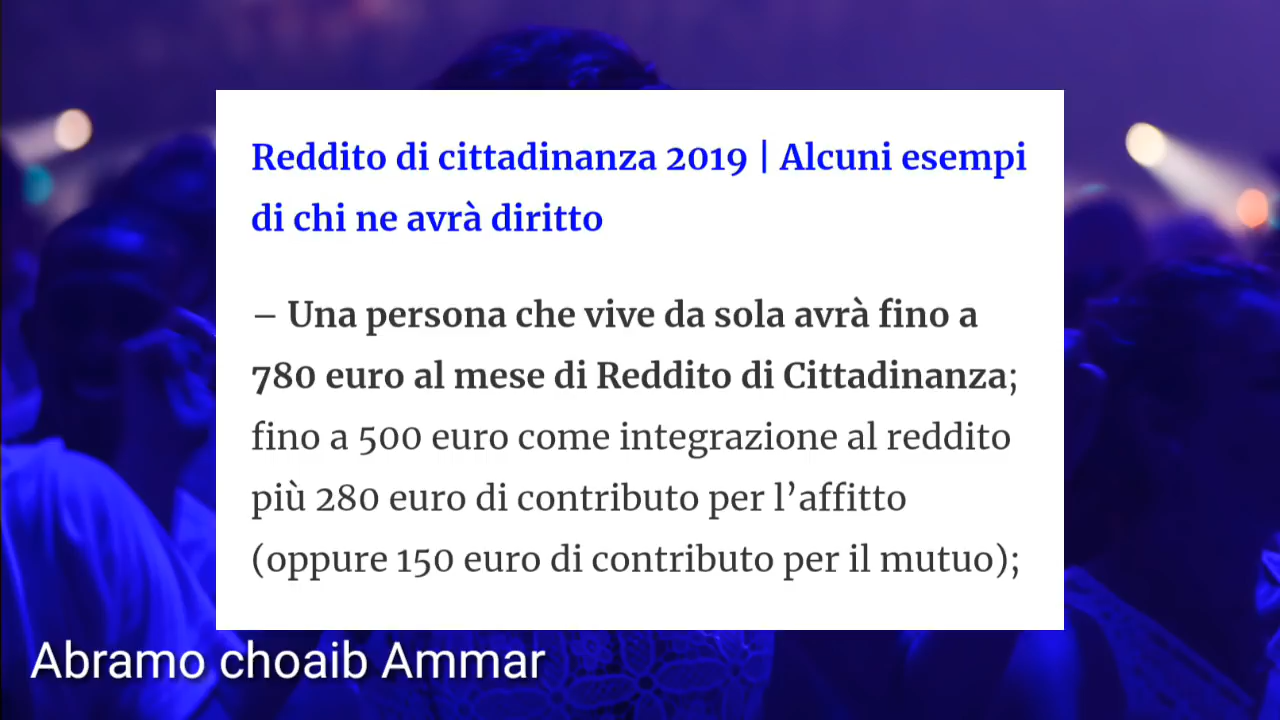 Reddito di cittadinanza 2019 | Alcuni esempi
di chi ne avrà diritto
– Una persona che vive da sola avrà fino a
780 euro al mese di Reddito di Cittadinanza;
fino a 500 euro come integrazione al reddito
più 280 euro di contributo per l’affitto
(oppure 150 euro di contributo per il mutuo);
Abramo choaib Ammar